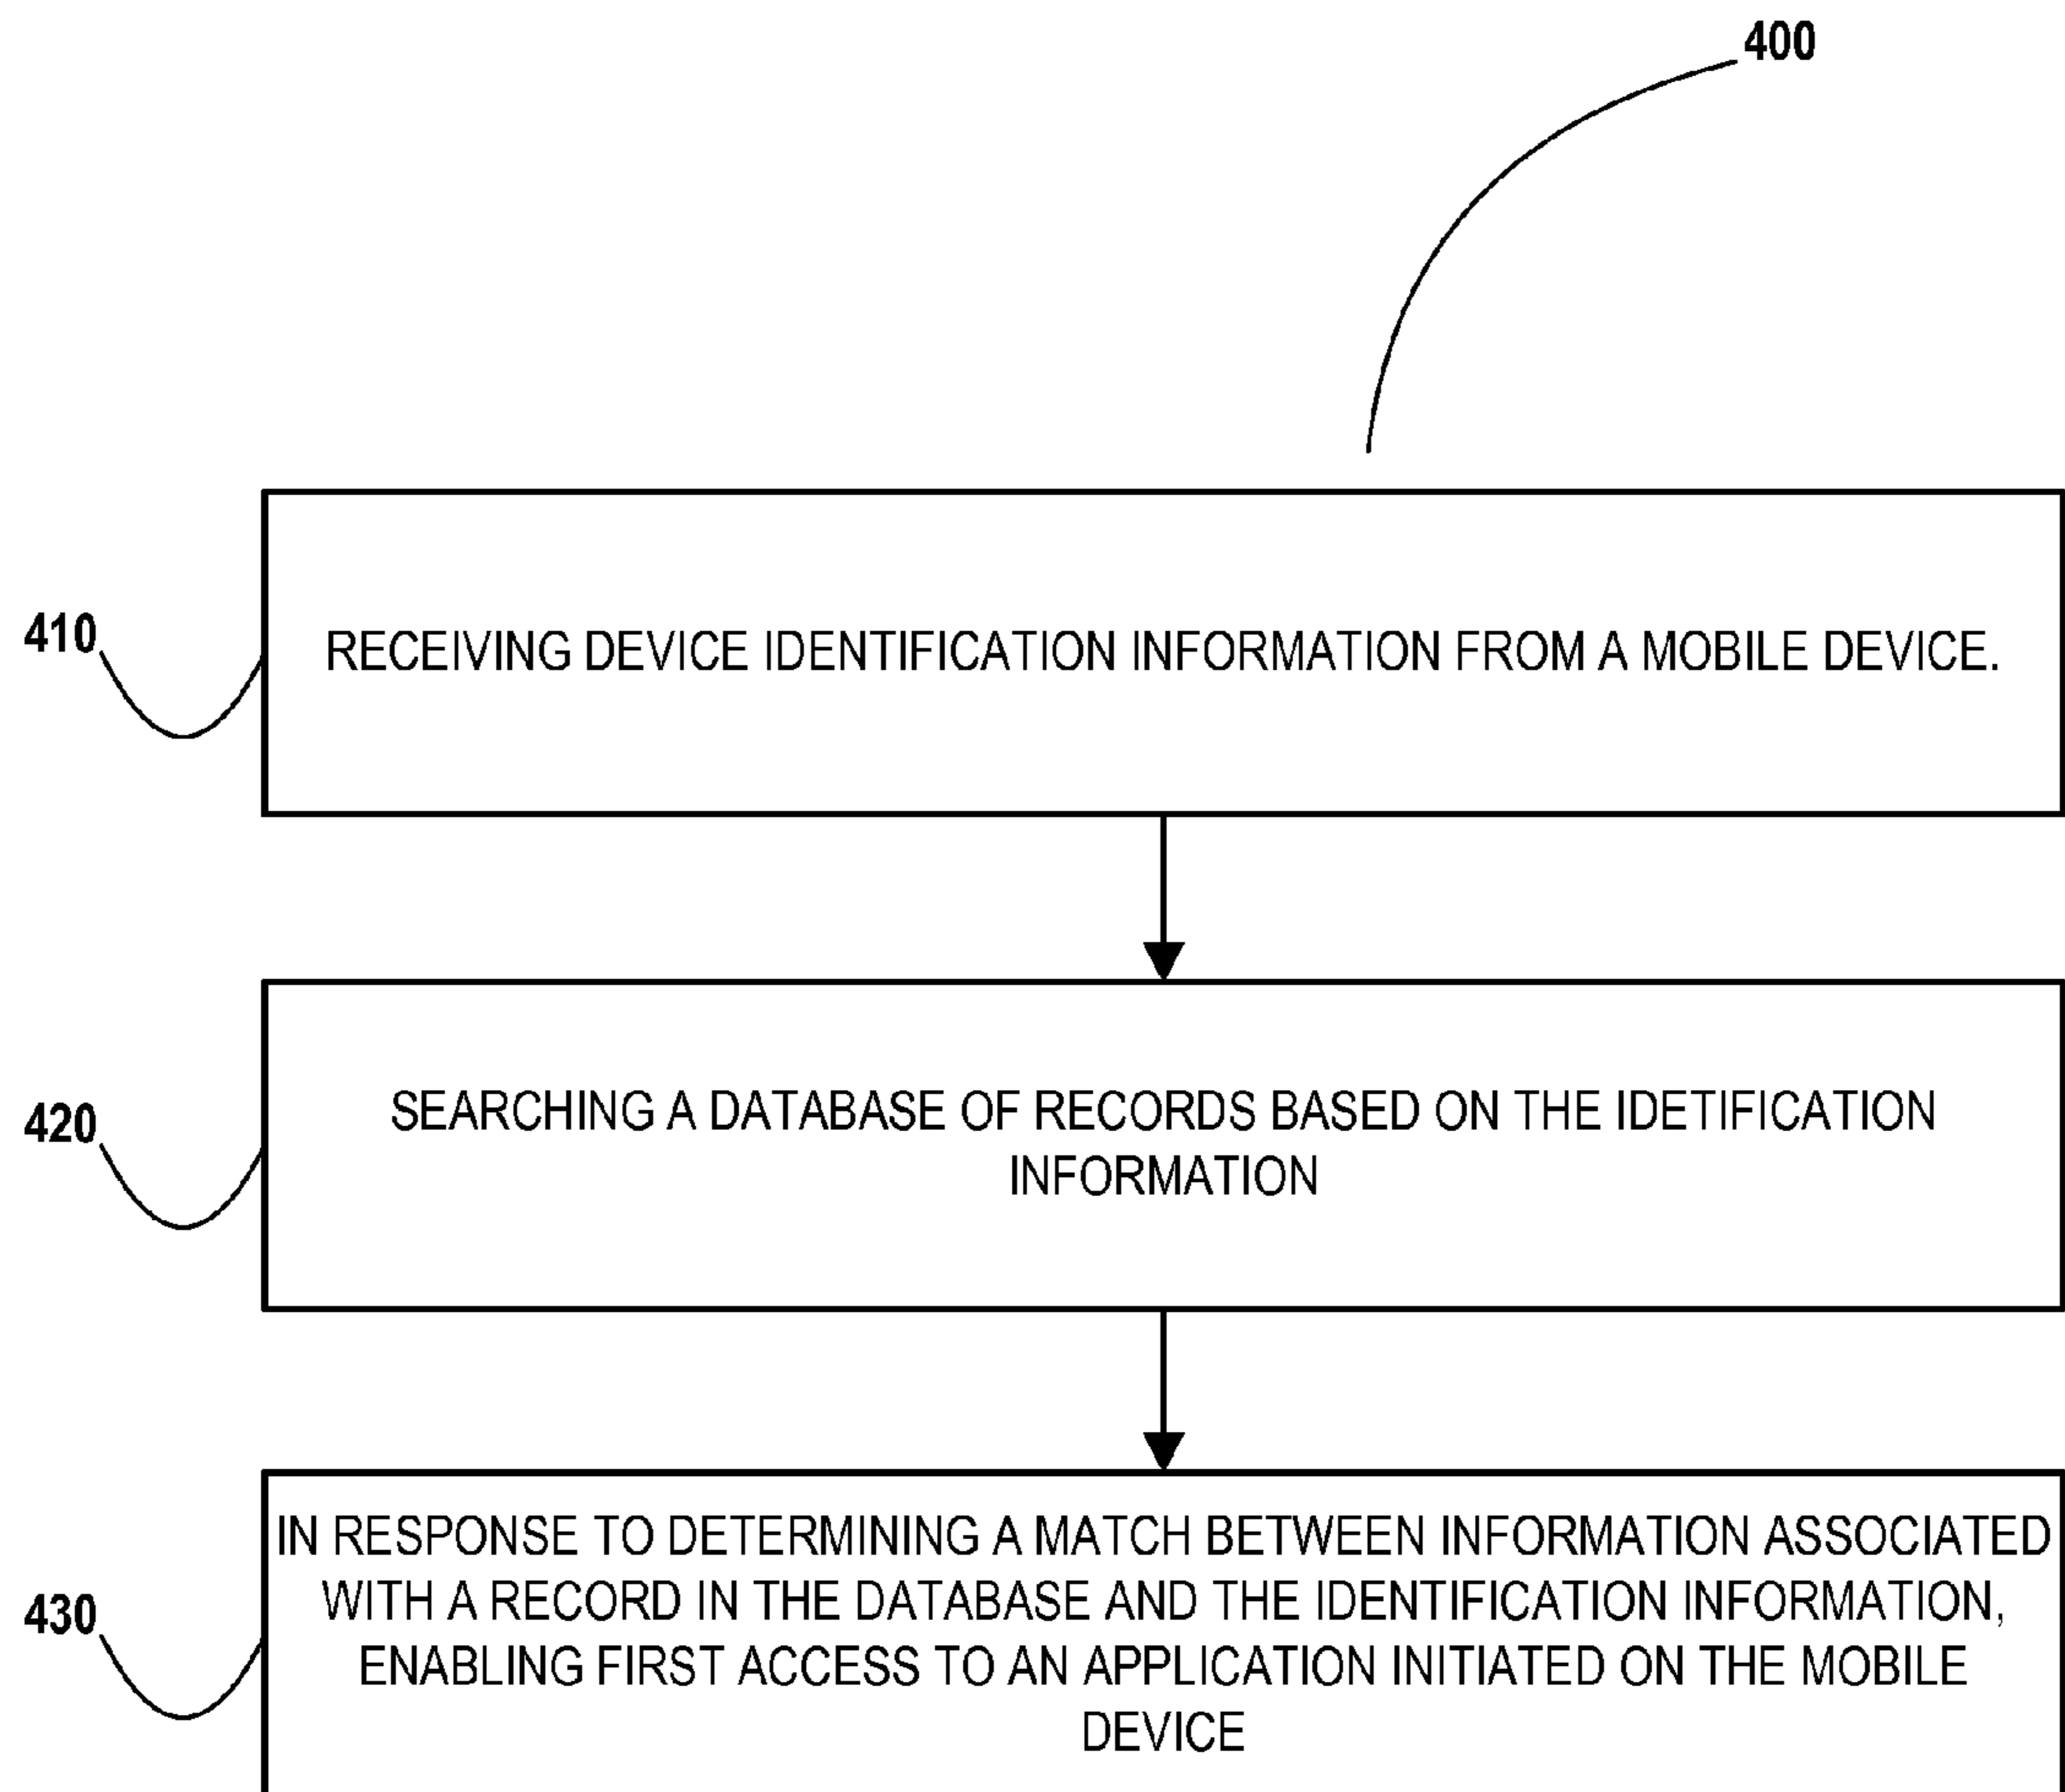 400
410
RECEIVING DEVICE IDENTIFICATION INFORMATION FROM A MOBILE DEVICE.
420
SEARCHING A DATABASE OF RECORDS BASED ON THE IDETIFICATION
INFORMATION
430
IN RESPONSE TO DETERMINING A MATCH BETWEEN INFORMATION ASSOCIATED
WITH A RECORD IN THE DATABASE AND THE IDENTIFICATION INFORMATION,
ENABLING FIRST ACCESS TO AN APPLICATION INITIATED ON THE MOBILE
DEVICE